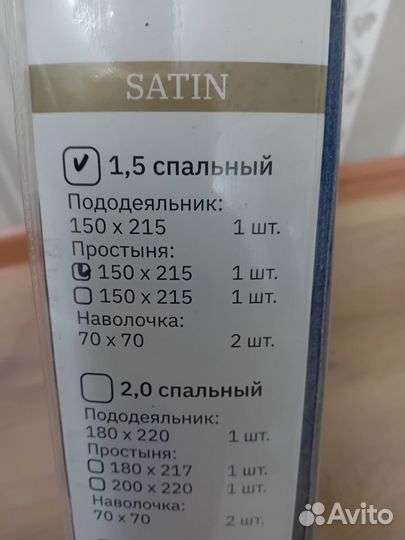 SATIN
1,5 спальный
Пододеяльник:
150 x 215 1 шт.
Простыня:
150 x 215 1 шт.
150 x 215 1 шт.
Наволочка:
70 x 70 2 шт.
2,0 спальный
Пододеяльник:
180 x 220 1 шт.
Простыня:
180 x 217 1 шт.
200 x 220 1 шт.
Наволочка:
70 x 70 2 шт.
Avito